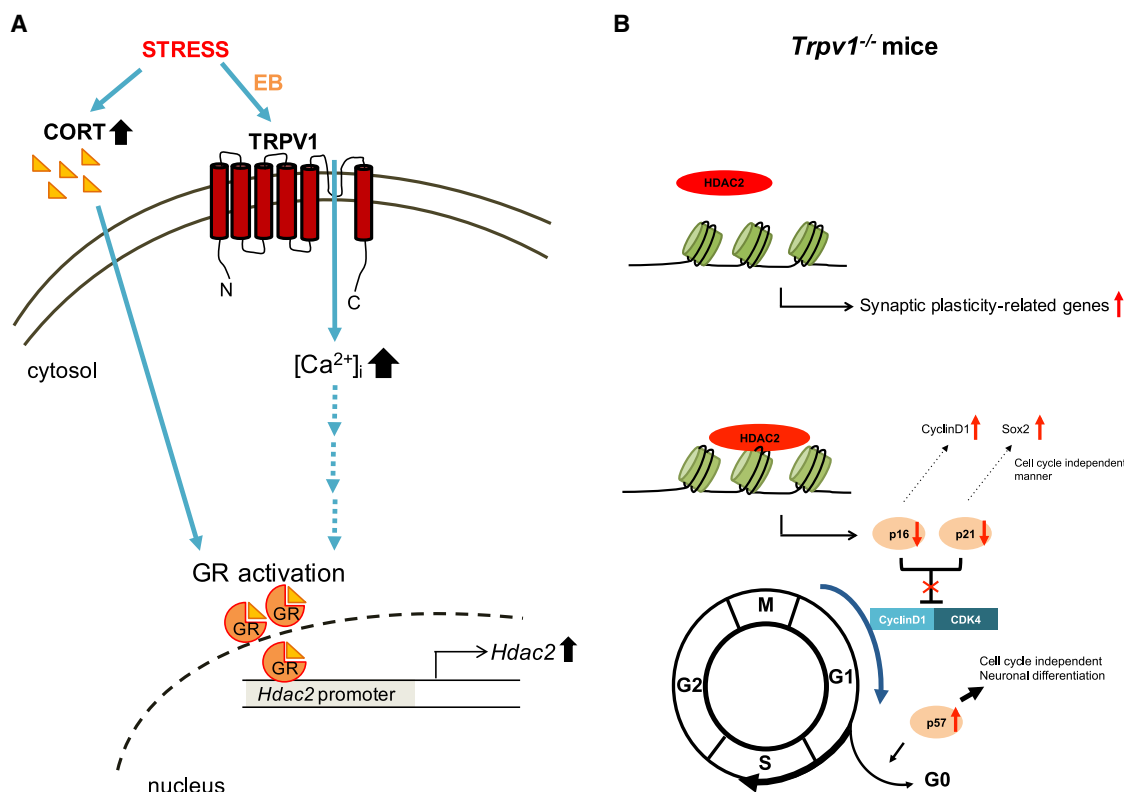 A
STRESS
EB
CORT
TRPV1
N
C
cytosol
[Ca²⁺]i
GR activation
GR
GR
GR
Hdac2
Hdac2 promoter
nucleus
B
Trpv1-/- mice
HDAC2
Synaptic plasticity-related genes
CyclinD1
Sox2
HDAC2
Cell cycle independent
manner
p16
p21
CyclinD1
CDK4
M
G2
G1
S
Cell cycle independent
Neuronal differentiation
p57
G0